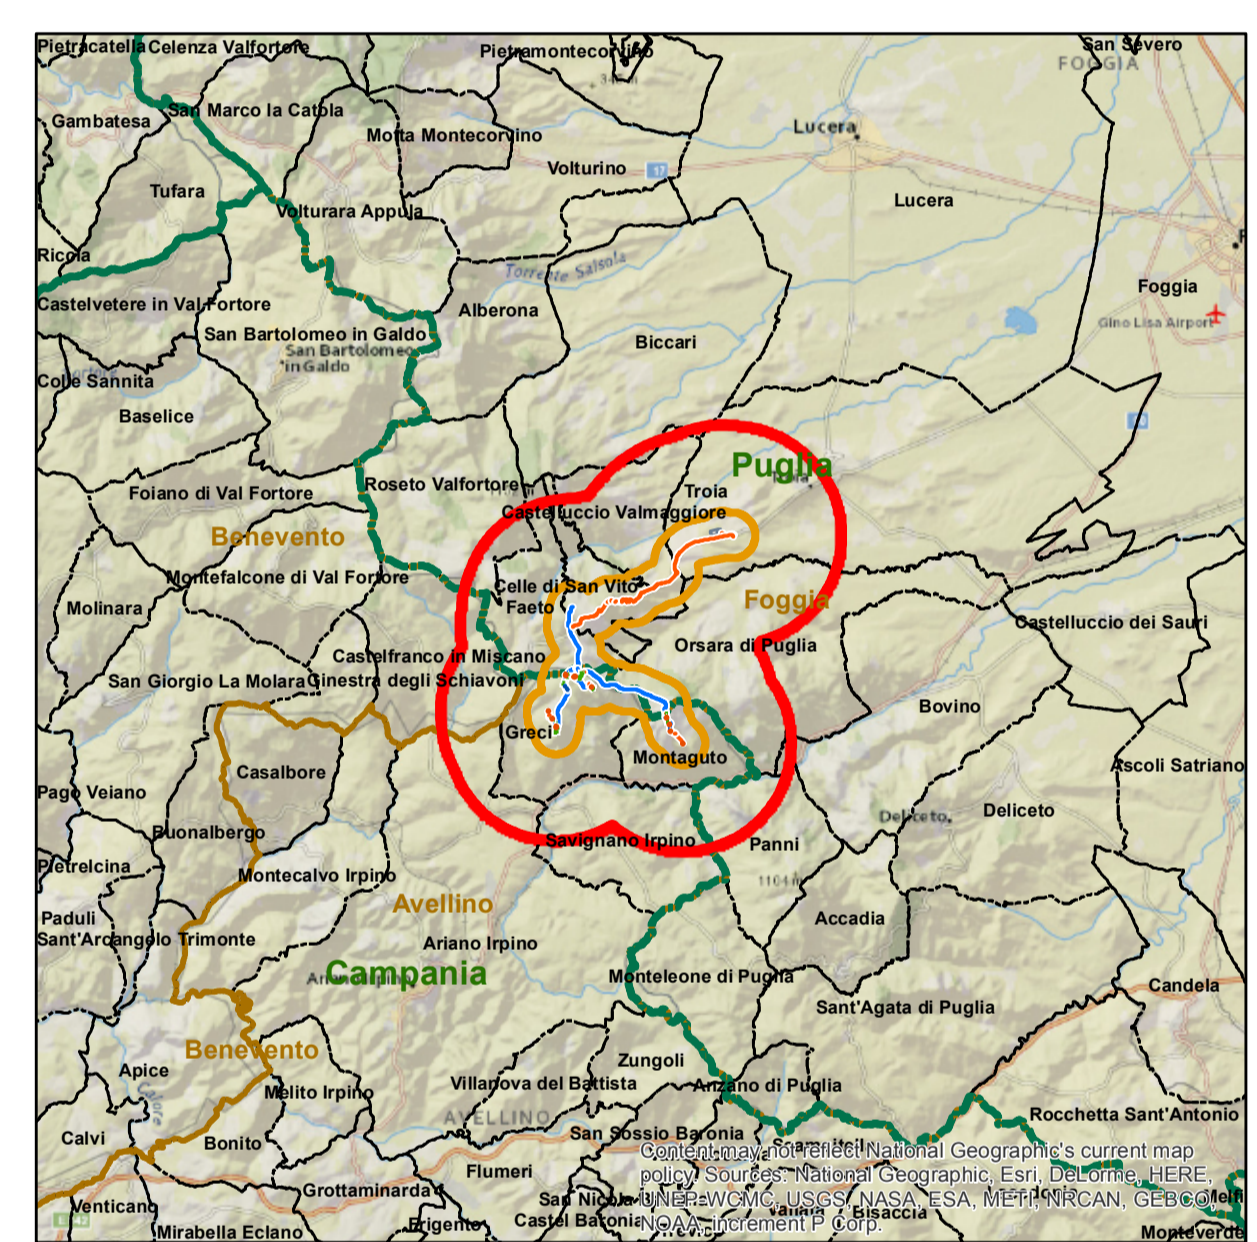 Pietracatella Celenza Valfortore
Pietramontecorvino
San Severo
FOGGIA
San Marco la Catola
Gambatesa
Motta Montecorvino
Lucera
Volturino
17
Tufara
Lucera
Volturara Appula
Riccia
Torrente Salsola
Castelvetere in Val Fortore
Alberona
Foggia
Gino Lisa Airport
San Bartolomeo in Galdo
Biccari
San Bartolomeo
in Galdo
Colle Sannita
Baselice
Puglia
Roseto Valfortore
Troia
Foiano di Val Fortore
Castelluccio Valmaggiore
Benevento
Montefalcone di Val Fortore
Celle di San Vito
Faeto
Foggia
Molinara
Castelluccio dei Sauri
Castelfranco in Miscano
Orsara di Puglia
San Giorgio La Molara Ginestra degli Schiavoni
Bovino
Greci
Montaguto
Casalbore
Ascoli Satriano
Pago Veiano
Deliceto
Deliceto
Buonalbergo
Savignano Irpino
Panni
Pietrelcina
Montecalvo Irpino
1104 m
Avellino
Paduli
Accadia
Sant'Arcangelo Trimonte
Ariano Irpino
Campania
Monteleone di Puglia
Candela
Sant'Agata di Puglia
Benevento
Apice
Zungoli
Villanova del Battista
Anzano di Puglia
Melito Irpino
Calore
AVELLINO
Rocchetta Sant'Antonio
Calvi
Bonito
San Sossio Baronia
Flumeri
Grottaminarda
San Nicola B
Melfi
Venticano
Castel Baronia
Vallata
Bisaccia
Mirabella Eclano
Frigento
Monteverde
Content may not reflect National Geographic's current map
policy. Sources: National Geographic, Esri, DeLorme, HERE,
UNEP-WCMC, USGS, NASA, ESA, METI, NRCAN, GEBCO,
NOAA, increment P Corp.